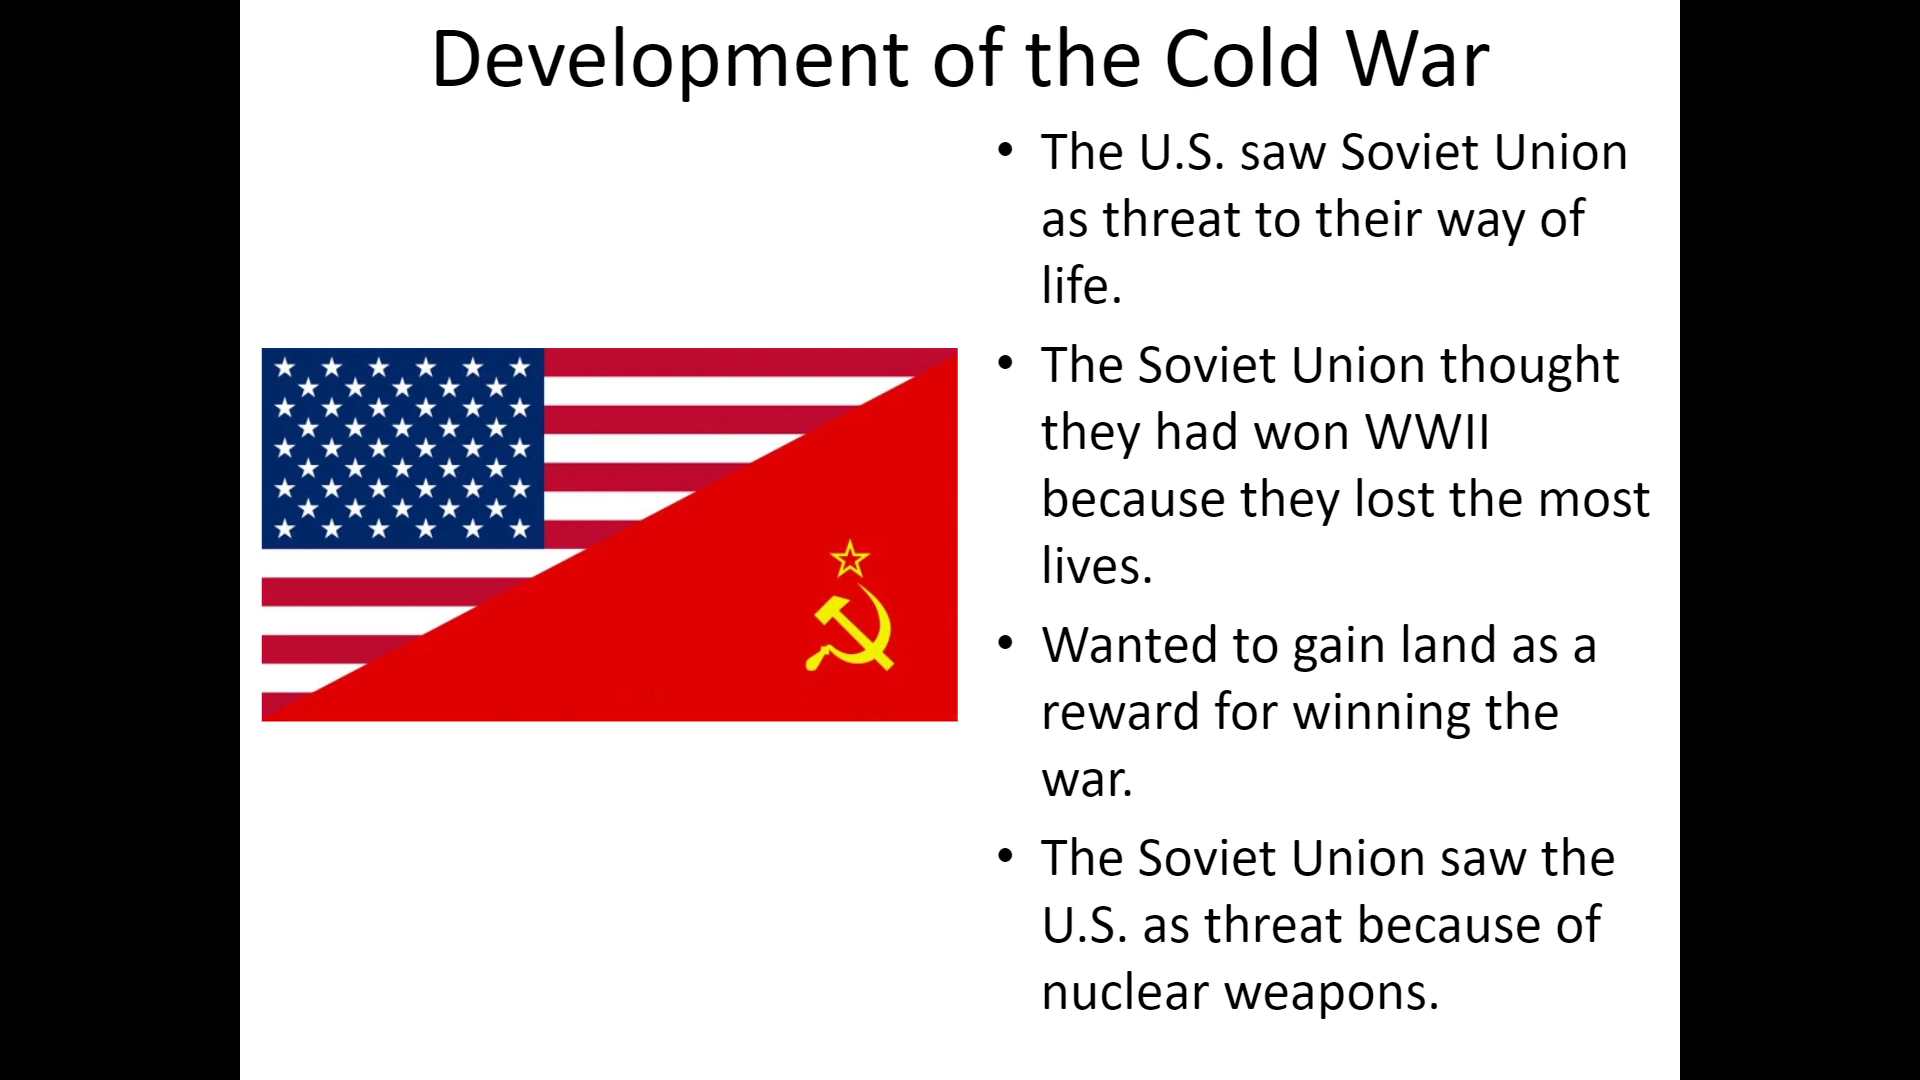 Development of the Cold War
• The U.S. saw Soviet Union
as threat to their way of
life.
• The Soviet Union thought
they had won WWII
because they lost the most
lives.
• Wanted to gain land as a
reward for winning the
war.
• The Soviet Union saw the
U.S. as threat because of
nuclear weapons.